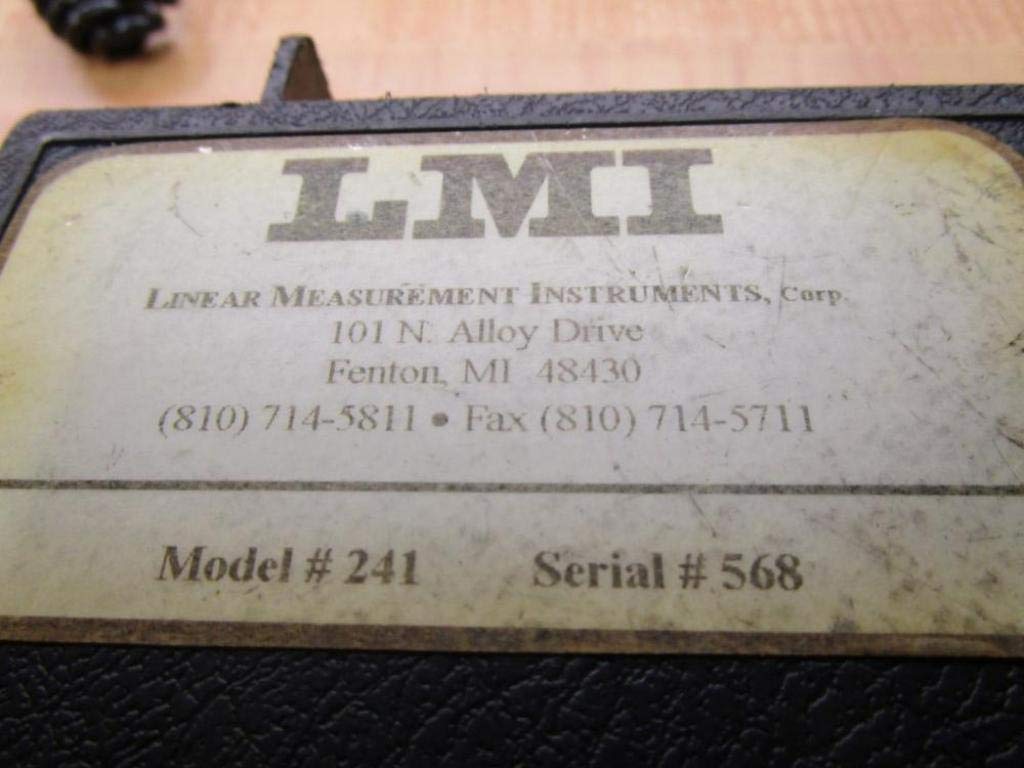 LMI
LINEAR MEASUREMENT INSTRUMENTS, Corp.
101 N. Alloy Drive
Fenton, MI 48430
(810) 714-5811 • Fax (810) 714-5711
Model # 241 Serial # 568